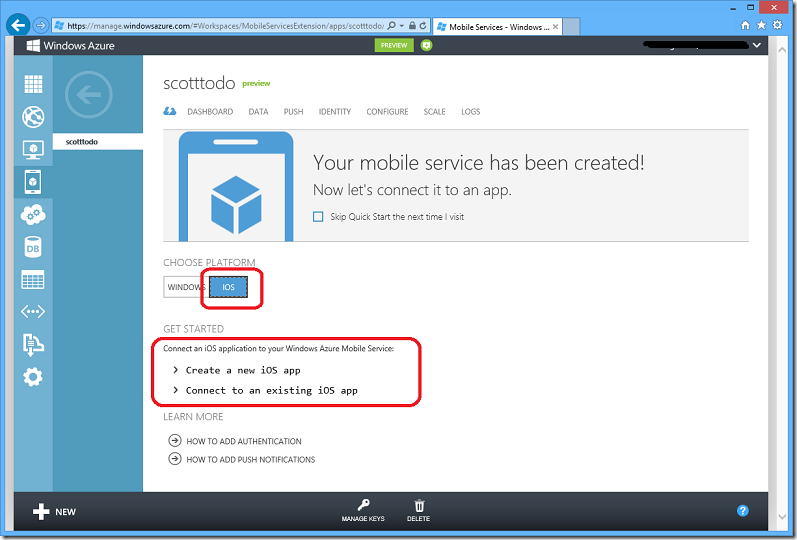 https://manage.windowsazure.com/#Workspaces/MobileServicesExtension/apps/scotttodo/
Mobile Services - Windows ...
Windows Azure
PREVIEW
scotttodo
scotttodo preview
DASHBOARD DATA PUSH IDENTITY CONFIGURE SCALE LOGS
Your mobile service has been created!
Now let's connect it to an app.
Skip Quick Start the next time I visit
CHOOSE PLATFORM
WINDOWS IOS
GET STARTED
Connect an iOS application to your Windows Azure Mobile Service:
Create a new iOS app
Connect to an existing iOS app
LEARN MORE
HOW TO ADD AUTHENTICATION
HOW TO ADD PUSH NOTIFICATIONS
DB
NEW
MANAGE KEYS
DELETE
?